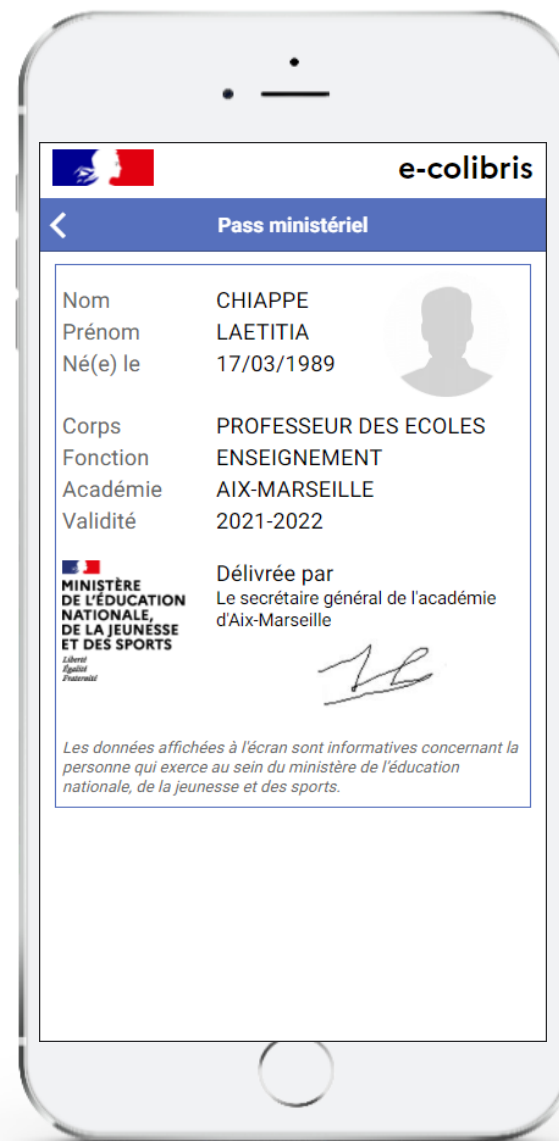 e-colibris
Pass ministériel
Nom CHIAPPE
Prénom LAETITIA
Né(e) le 17/03/1989
Corps PROFESSEUR DES ECOLES
Fonction ENSEIGNEMENT
Académie AIX-MARSEILLE
Validité 2021-2022
MINISTÈRE
DE L'ÉDUCATION
NATIONALE,
DE LA JEUNESSE
ET DES SPORTS
Liberté
Égalité
Fraternité
Délivrée par
Le secrétaire général de l'académie
d'Aix-Marseille
Les données affichées à l'écran sont informatives concernant la
personne qui exerce au sein du ministère de l'éducation
nationale, de la jeunesse et des sports.